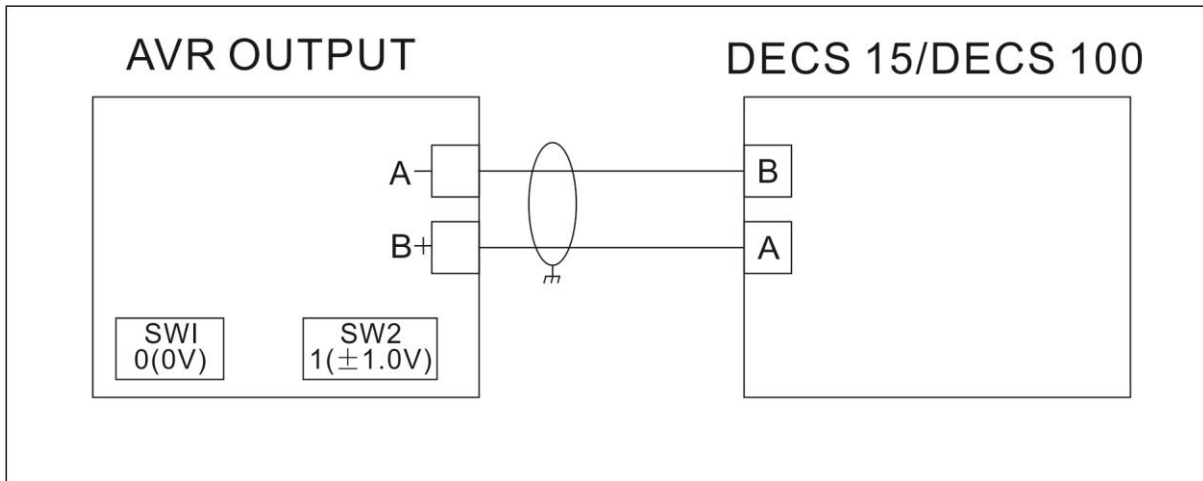 AVR OUTPUT
DECS 15/DECS 100
A−
B
B+
A
SWI
0(0V)
SW2
1(±1.0V)